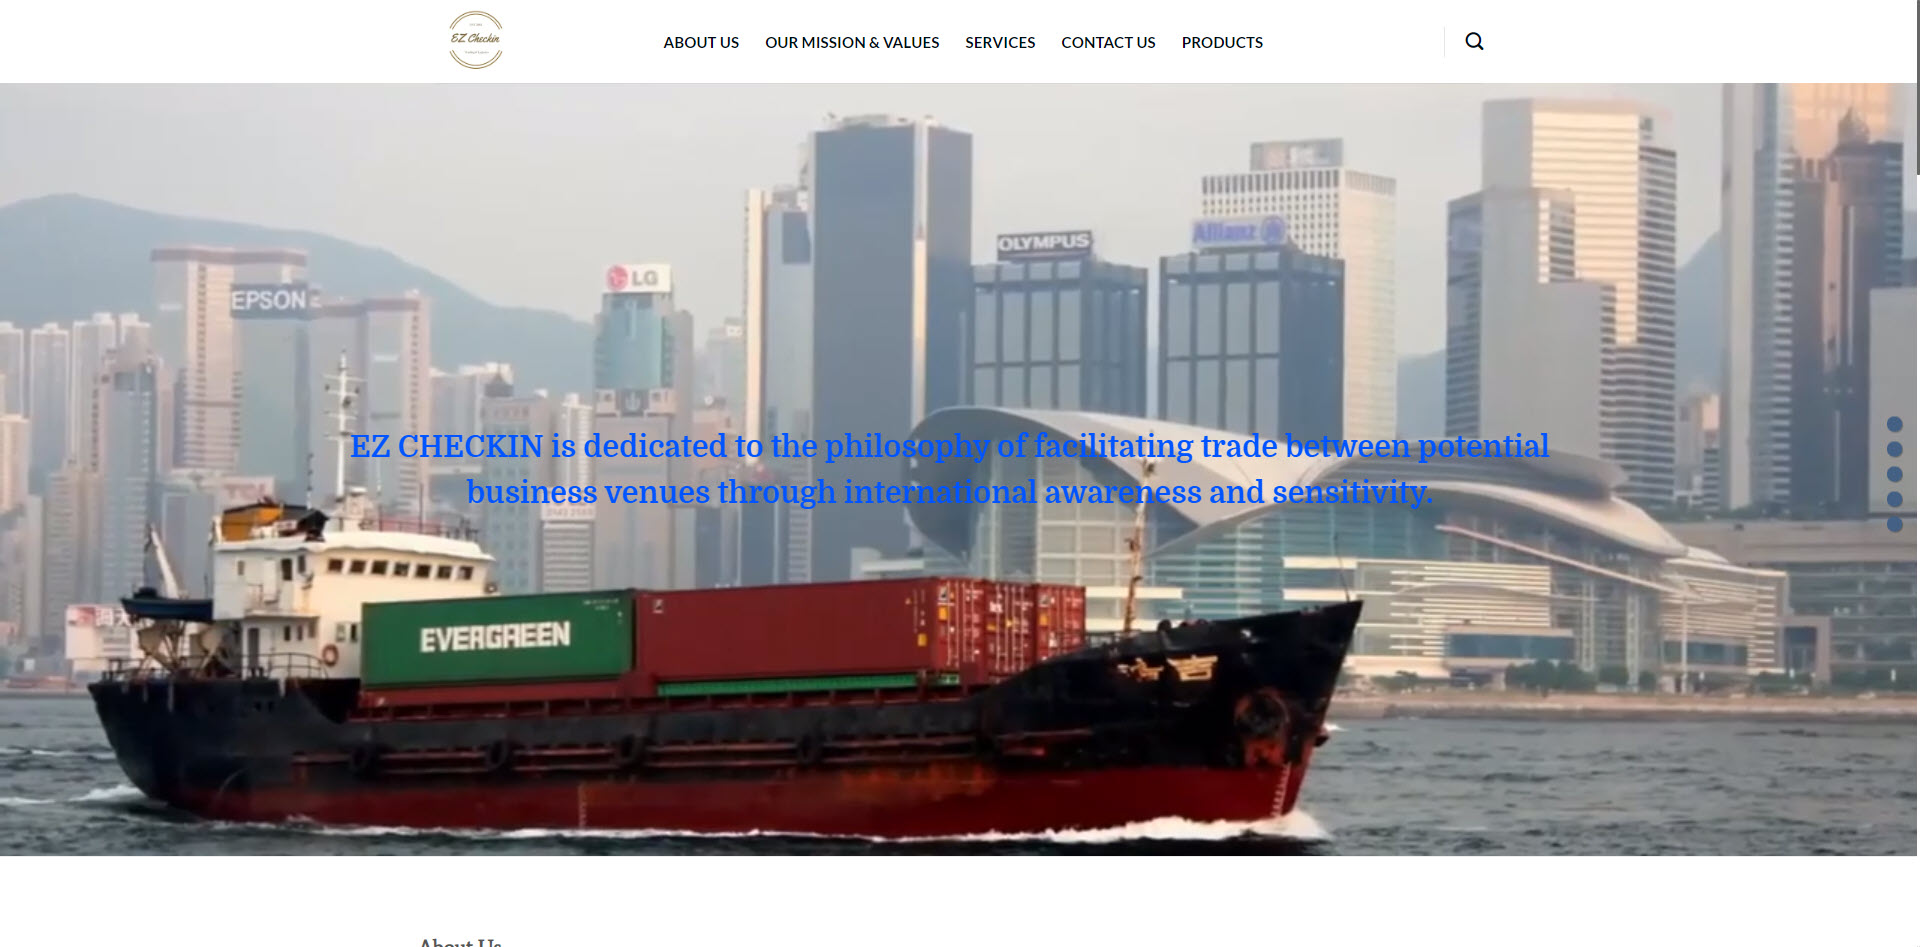 EZ Checkin
ABOUT US
OUR MISSION & VALUES
SERVICES
CONTACT US
PRODUCTS
OLYMPUS
Allianz
LG
EPSON
EZ CHECKIN is dedicated to the philosophy of facilitating trade between potential
business venues through international awareness and sensitivity.
EVERGREEN
About Us